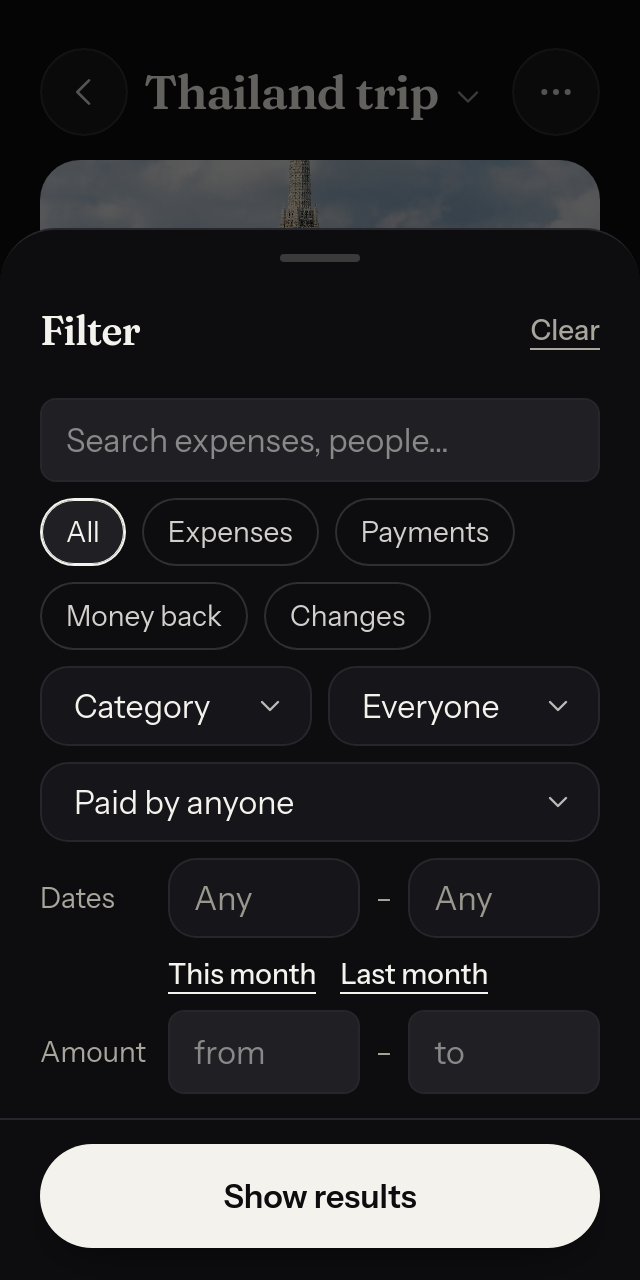 Thailand trip
Filter
Clear
Search expenses, people...
All
Expenses
Payments
Money back
Changes
Category
Everyone
Paid by anyone
Dates
Any
–
Any
This month
Last month
Amount
from
–
to
Show results